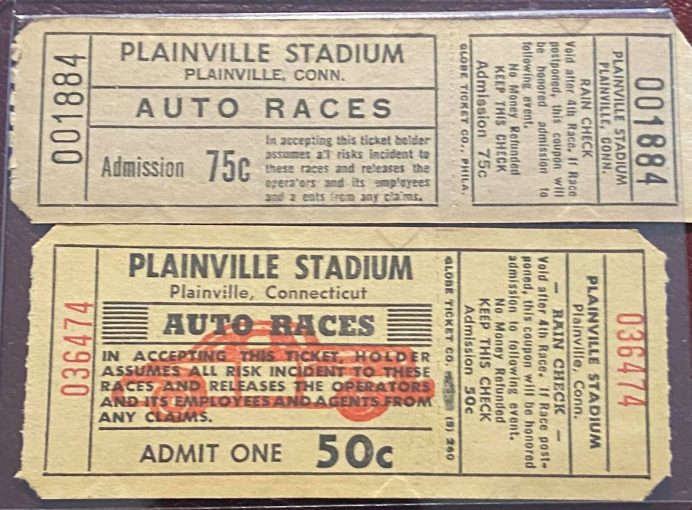 001884
PLAINVILLE STADIUM
PLAINVILLE, CONN.
AUTO RACES
Admission 75c
In accepting this ticket holder
assumes all risks incident to
these races and releases the
operators and its employees
and a ents from any claims.
GLOBE TICKET CO., PHILA.
Admission 75c
KEEP THIS CHECK
No Money Refunded
following event.
be honored admission to
postponed, this coupon will
Void after 4th Race. If Race
RAIN CHECK
PLAINVILLE, CONN.
PLAINVILLE STADIUM
001884
036474
PLAINVILLE STADIUM
Plainville, Connecticut
AUTO RACES
IN ACCEPTING THIS TICKET, HOLDER
ASSUMES ALL RISK INCIDENT TO THESE
RACES AND RELEASES THE OPERATORS
AND ITS EMPLOYEES AND AGENTS FROM
ANY CLAIMS.
ADMIT ONE 50c
GLOBE TICKET CO. (S) 260
Admission 50c
KEEP THIS CHECK
No Money Refunded
admission to following event.
poned, this coupon will be honored
Void after 4th Race. If Race post-
— RAIN CHECK —
Plainville, Conn.
PLAINVILLE STADIUM
036474